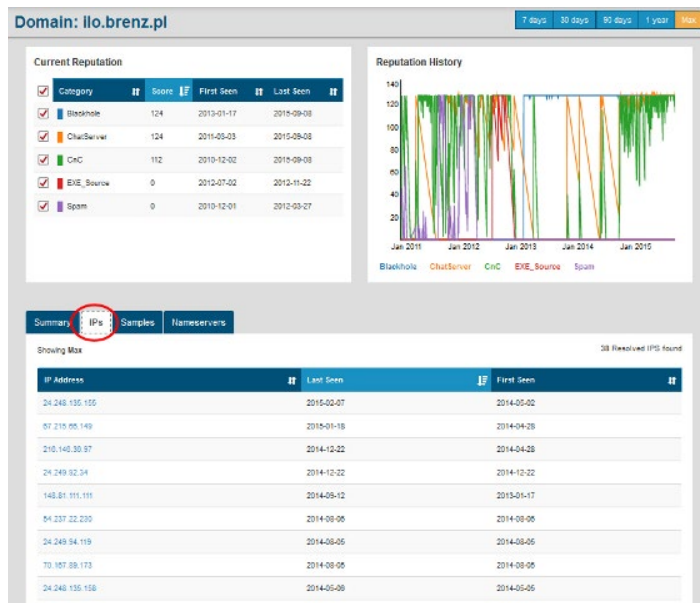 Domain: ilo.brenz.pl
7 days 30 days 90 days 1 year Max
Current Reputation
Category Score First Seen Last Seen
Blackhole 124 2013-01-17 2015-09-08
ChatServer 124 2011-05-03 2015-09-08
CnC 112 2010-12-02 2015-09-08
EXE_Source 0 2012-07-02 2012-11-22
Spam 0 2010-12-01 2012-03-27
Reputation History
140
120
100
80
60
40
20
Jan 2011 Jan 2012 Jan 2013 Jan 2014 Jan 2015
Blackhole ChatServer CnC EXE_Source Spam
Summary IPs Samples Nameservers
Showing Max
38 Resolved IPS found
IP Address Last Seen First Seen
24.248.135.155 2015-02-07 2014-05-02
67.215.66.149 2015-01-18 2014-04-28
216.146.30.97 2014-12-22 2014-04-28
24.249.92.34 2014-12-22 2014-12-22
148.81.111.111 2014-09-12 2013-01-17
54.237.22.230 2014-08-06 2014-08-06
24.249.94.119 2014-08-05 2014-08-05
70.167.89.173 2014-08-05 2014-08-05
24.248.135.158 2014-05-09 2014-05-05